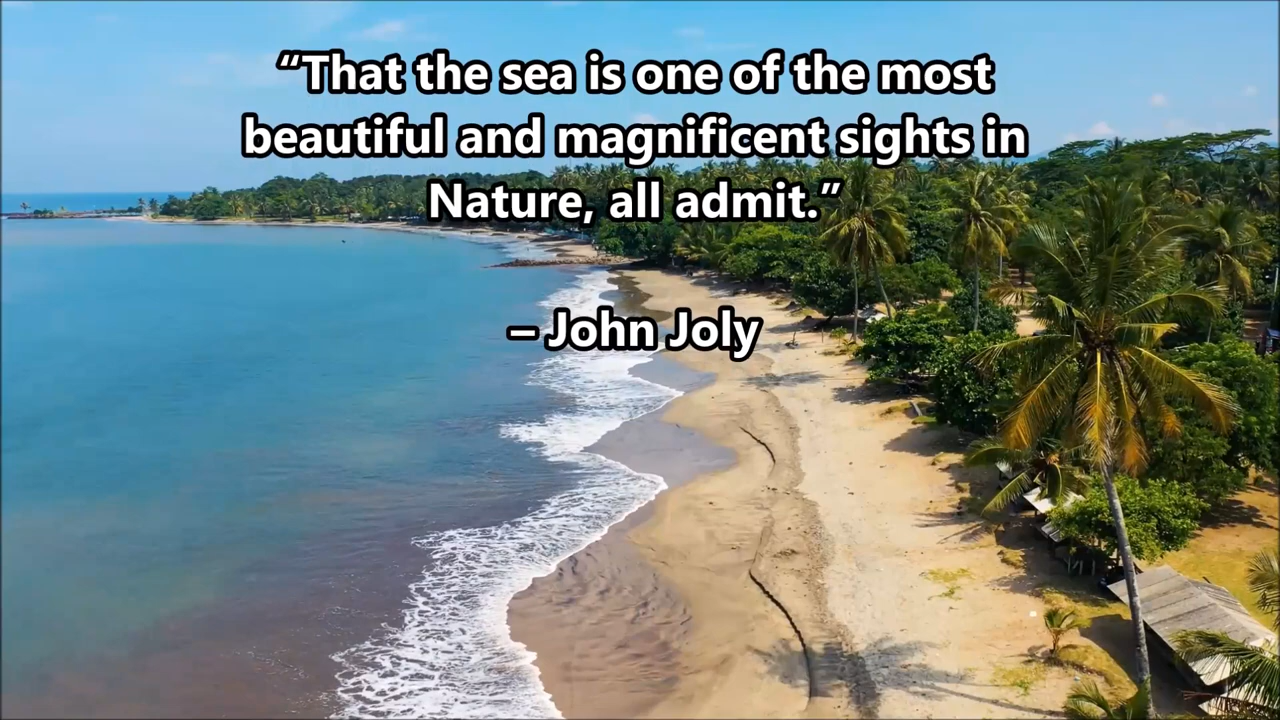 “That the sea is one of the most
beautiful and magnificent sights in
Nature, all admit.”
– John Joly